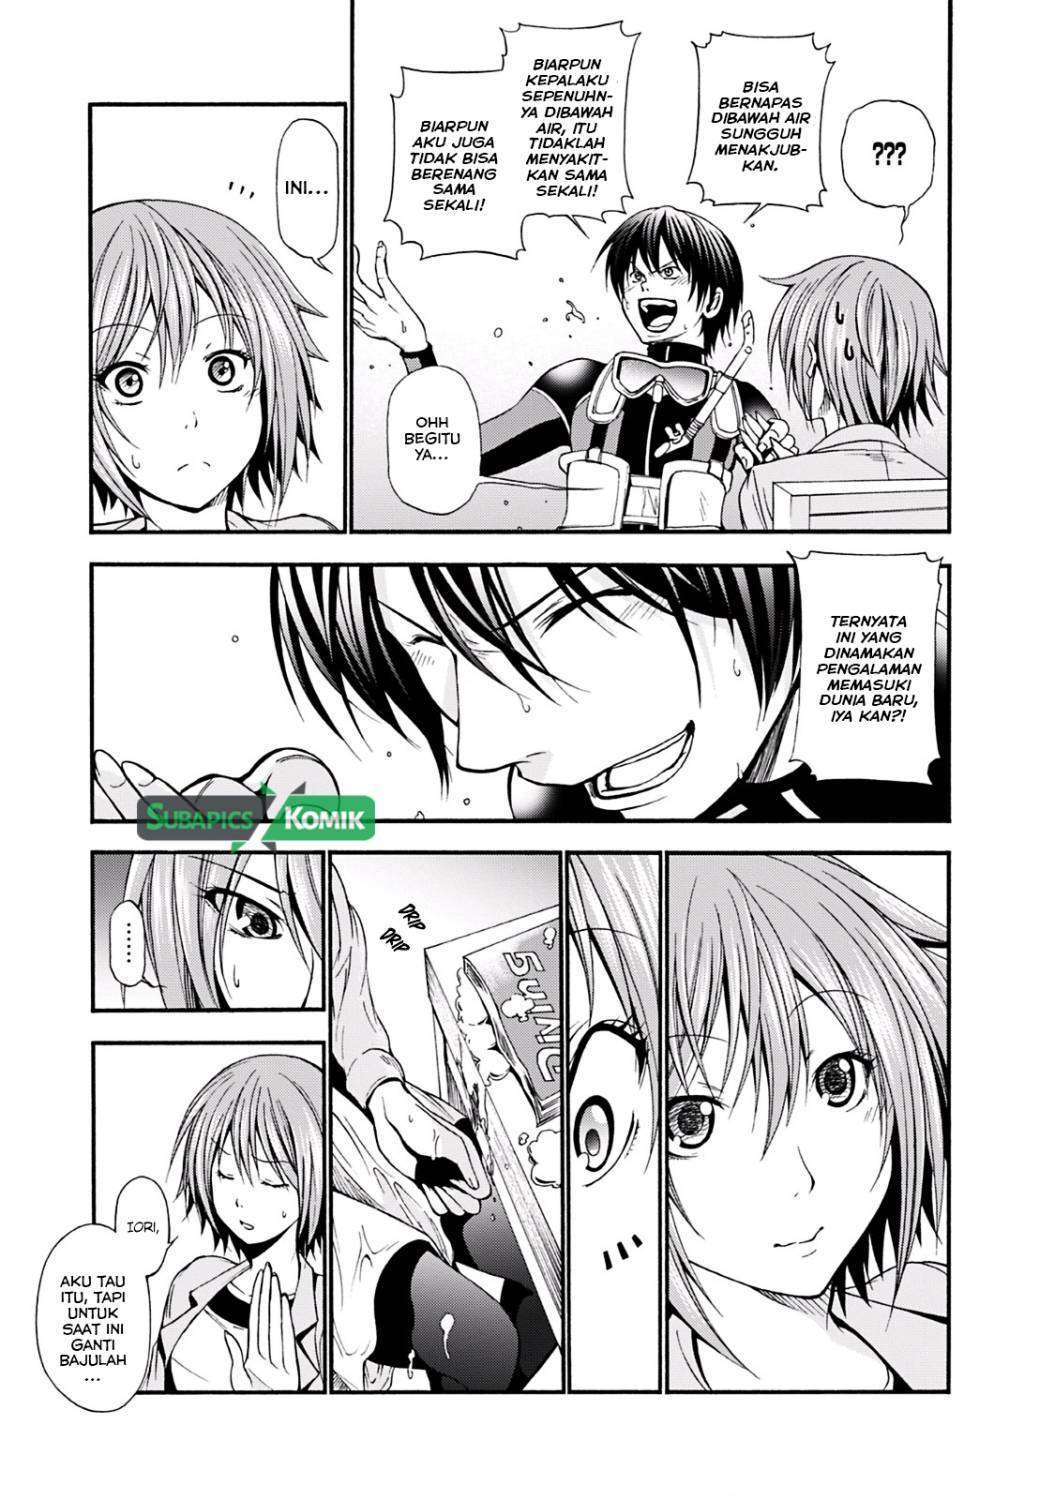 ???
BISA
BERNAPAS
DIBAWAH AIR
SUNGGUH
MENAKJUB-
KAN.
BIARPUN
KEPALAKU
SEPENUHN-
YA DIBAWAH
AIR, ITU
TIDAKLAH
MENYAKIT-
KAN SAMA
SEKALI!
BIARPUN
AKU JUGA
TIDAK BISA
BERENANG
SAMA
SEKALI!
OHH
BEGITU
YA...
INI...
TERNYATA
INI YANG
DINAMAKAN
PENGALAMAN
MEMASUKI
DUNIA BARU,
IYA KAN?!
SUBAPICS KOMIK
DRIP
DRIP
......
IORI,
AKU TAU
ITU, TAPI
UNTUK
SAAT INI
GANTI
BAJULAH
...